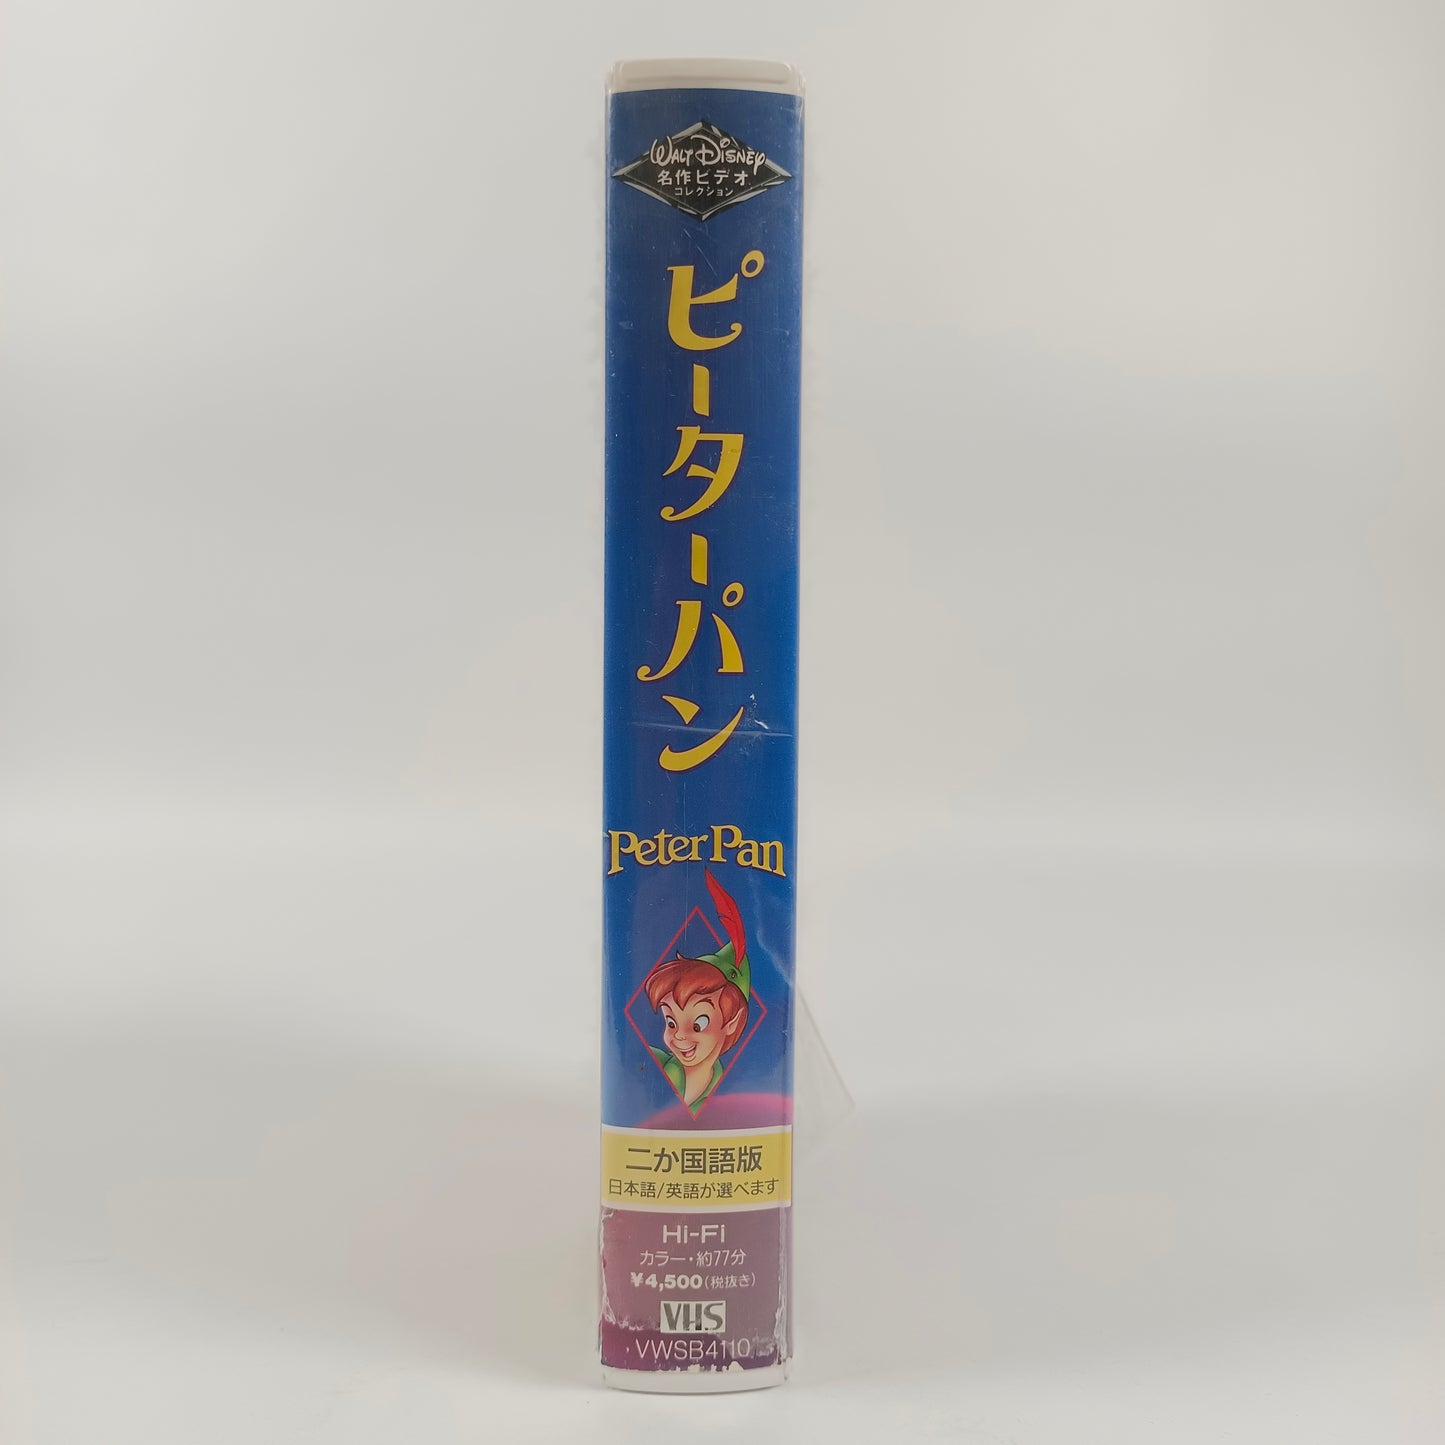 WALT DISNEY
名作ビデオ
コレクション
ピーターパン
Peter Pan
二か国語版
日本語/英語が選べます
Hi-Fi
カラー・約77分
¥4,500(税抜き)
VHS
VWSB4110